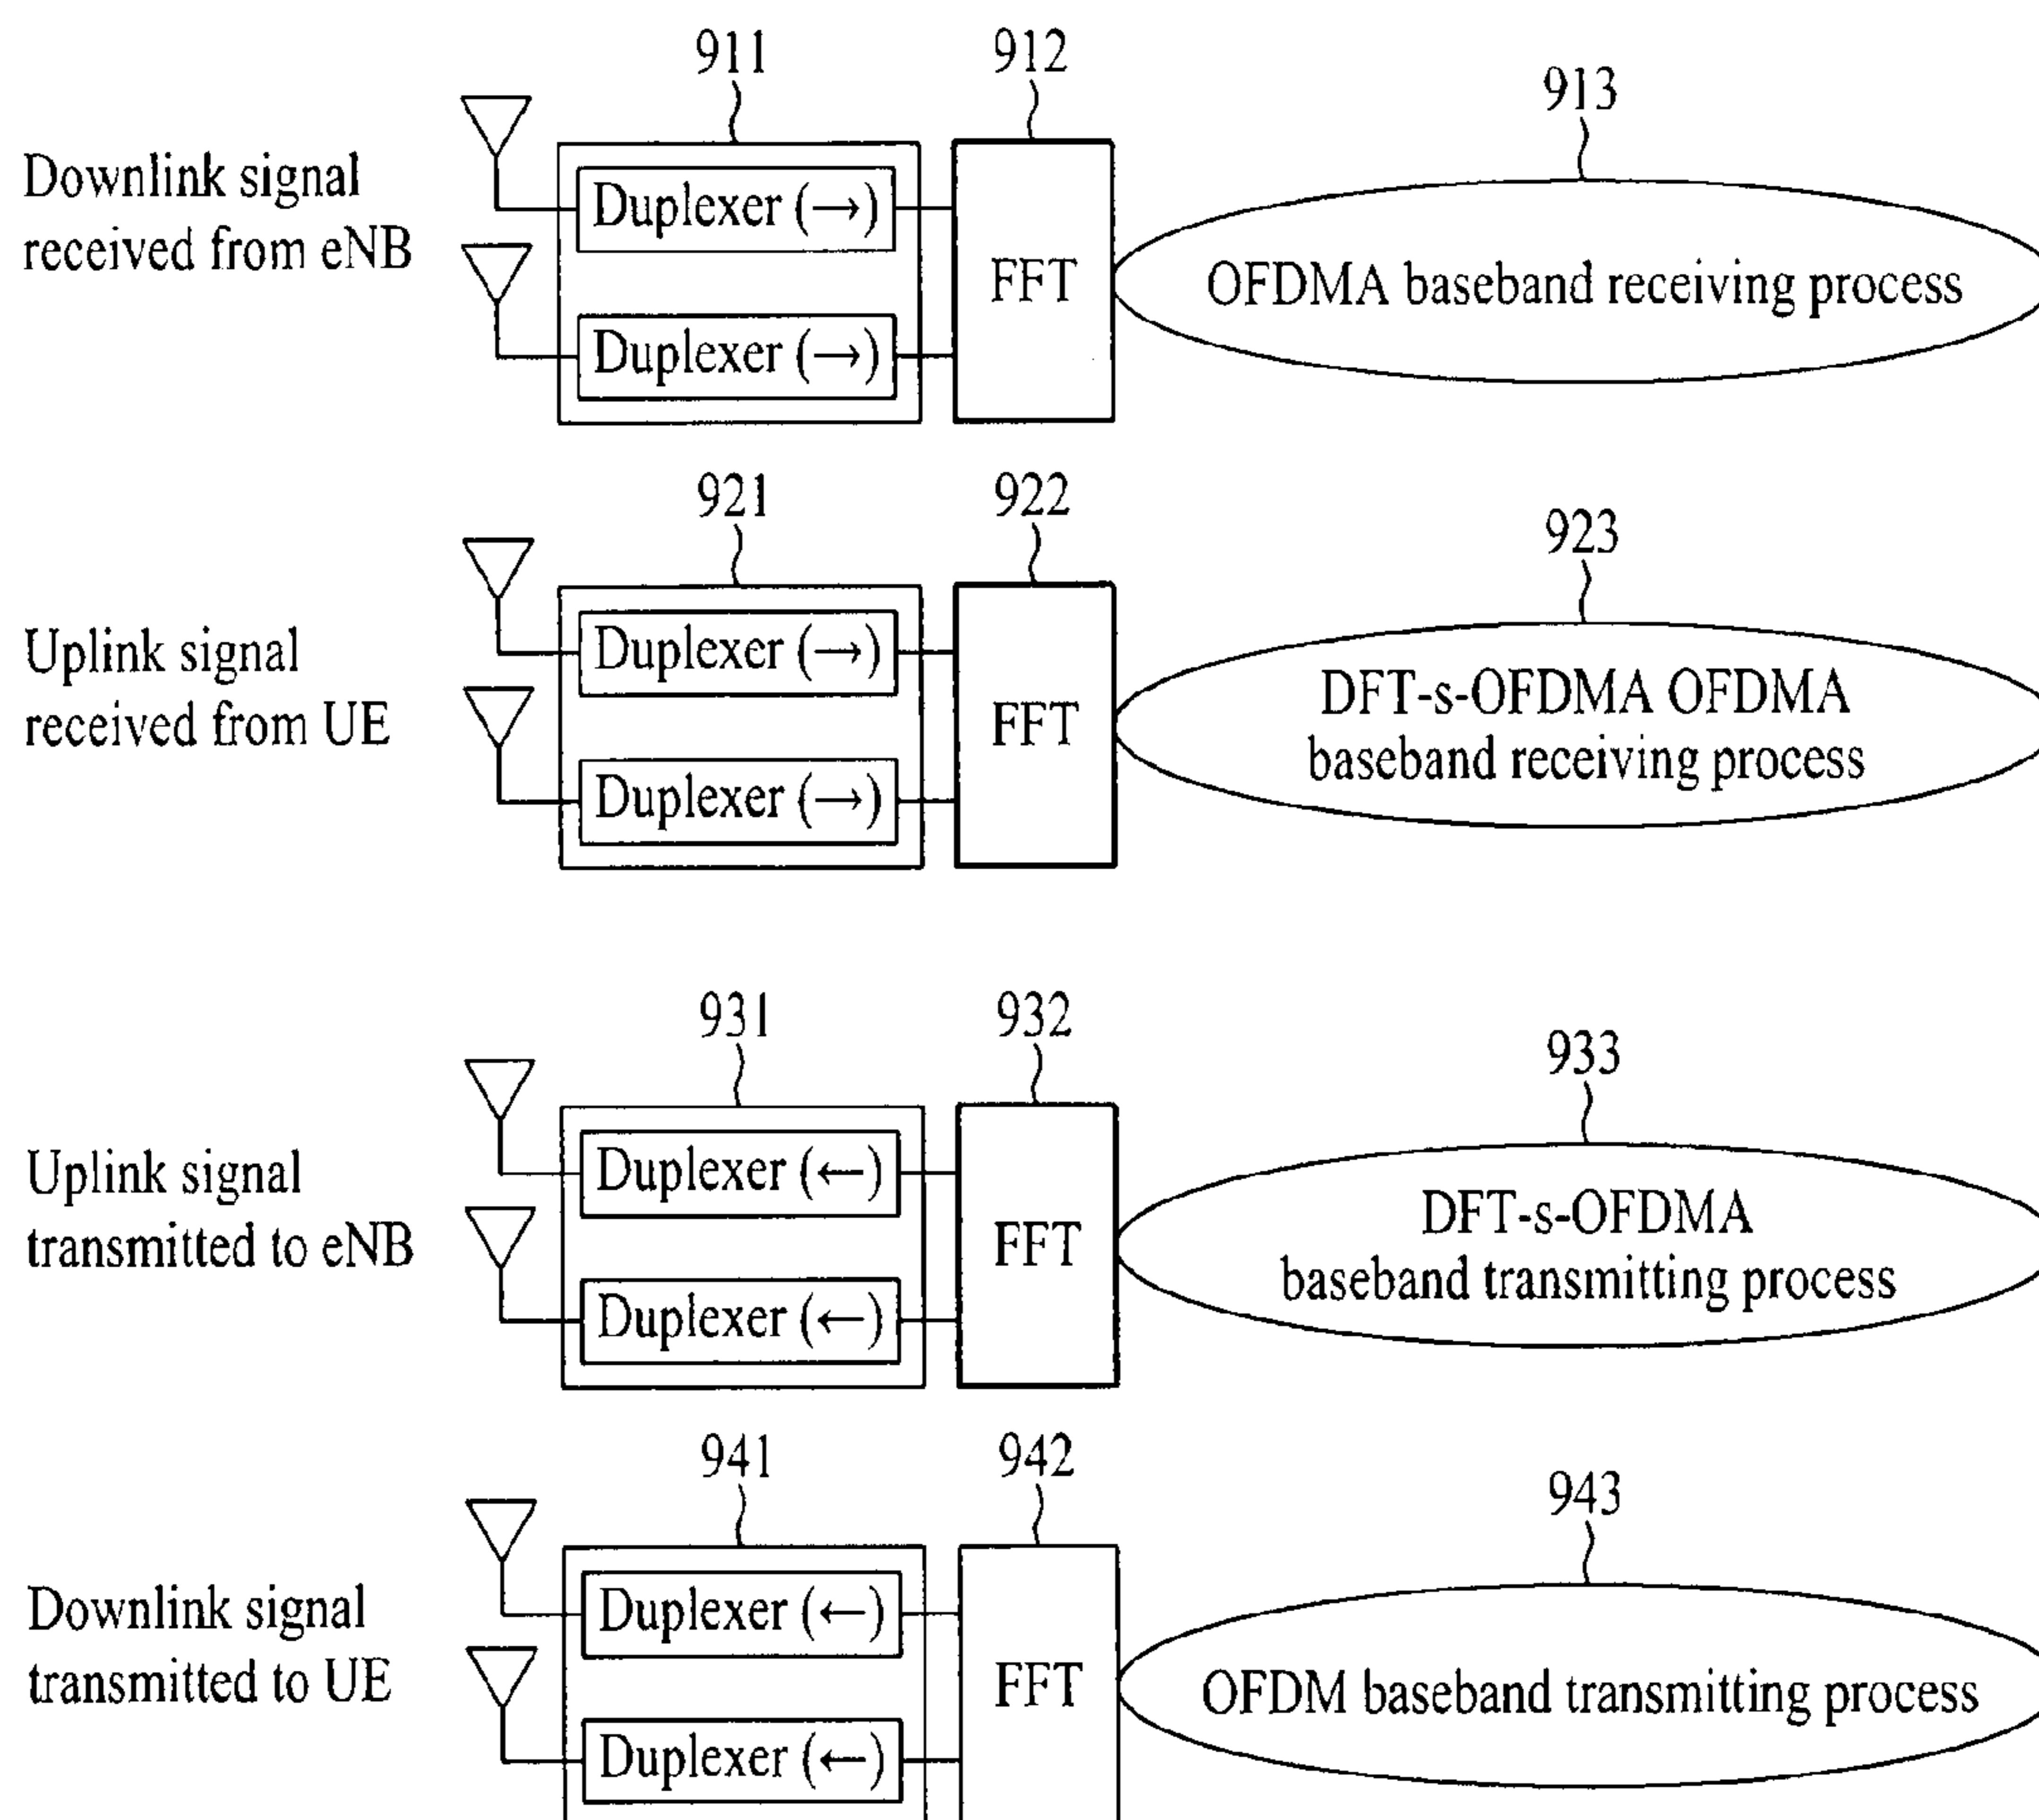 911
912
913
Downlink signal
received from eNB
Duplexer (→)
Duplexer (→)
FFT
OFDMA baseband receiving process
921
922
923
Uplink signal
received from UE
Duplexer (→)
Duplexer (→)
FFT
DFT-s-OFDMA OFDMA
baseband receiving process
931
932
933
Uplink signal
transmitted to eNB
Duplexer (←)
Duplexer (←)
FFT
DFT-s-OFDMA
baseband transmitting process
941
942
943
Downlink signal
transmitted to UE
Duplexer (←)
Duplexer (←)
FFT
OFDM baseband transmitting process